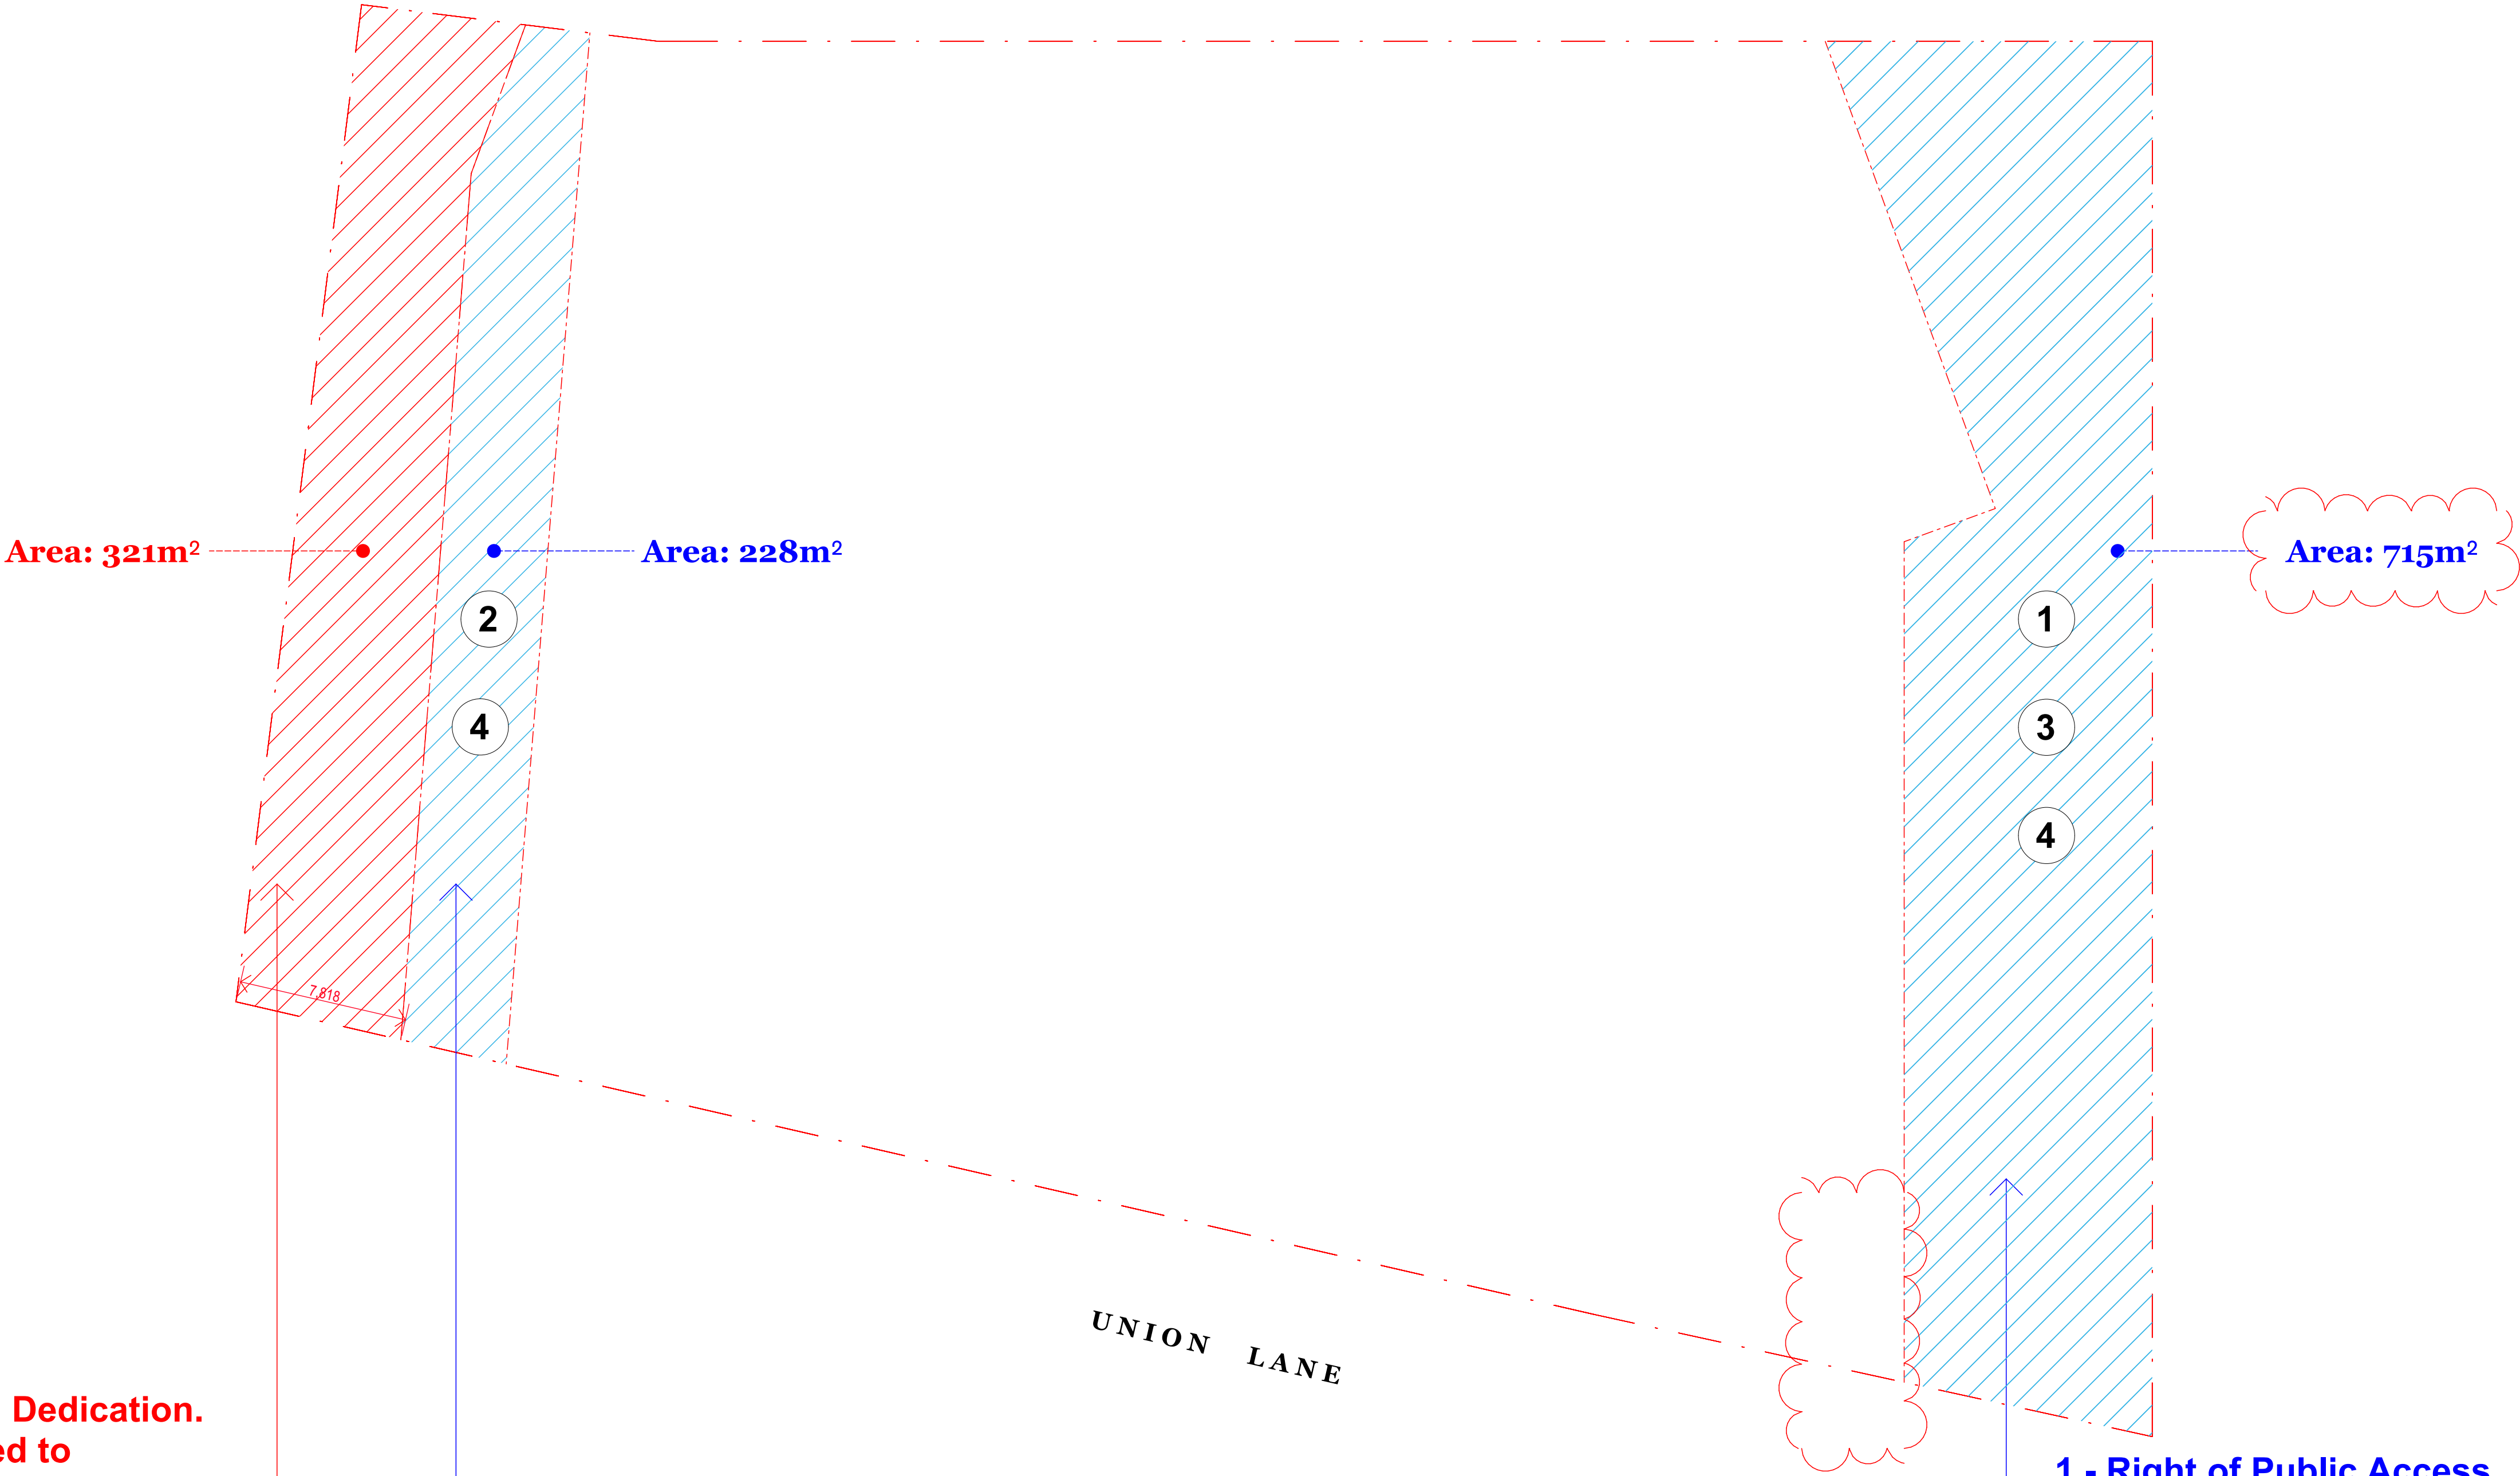 Area: 321m²
Area: 228m²
Area: 715m²
2
4
1
3
4
7.818
UNION LANE
Dedication.
ed to
1 - Right of Public Access